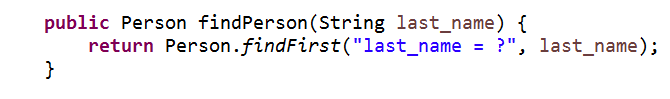 public Person findPerson(String last_name) {
return Person.findFirst("last_name = ?", last_name);
}